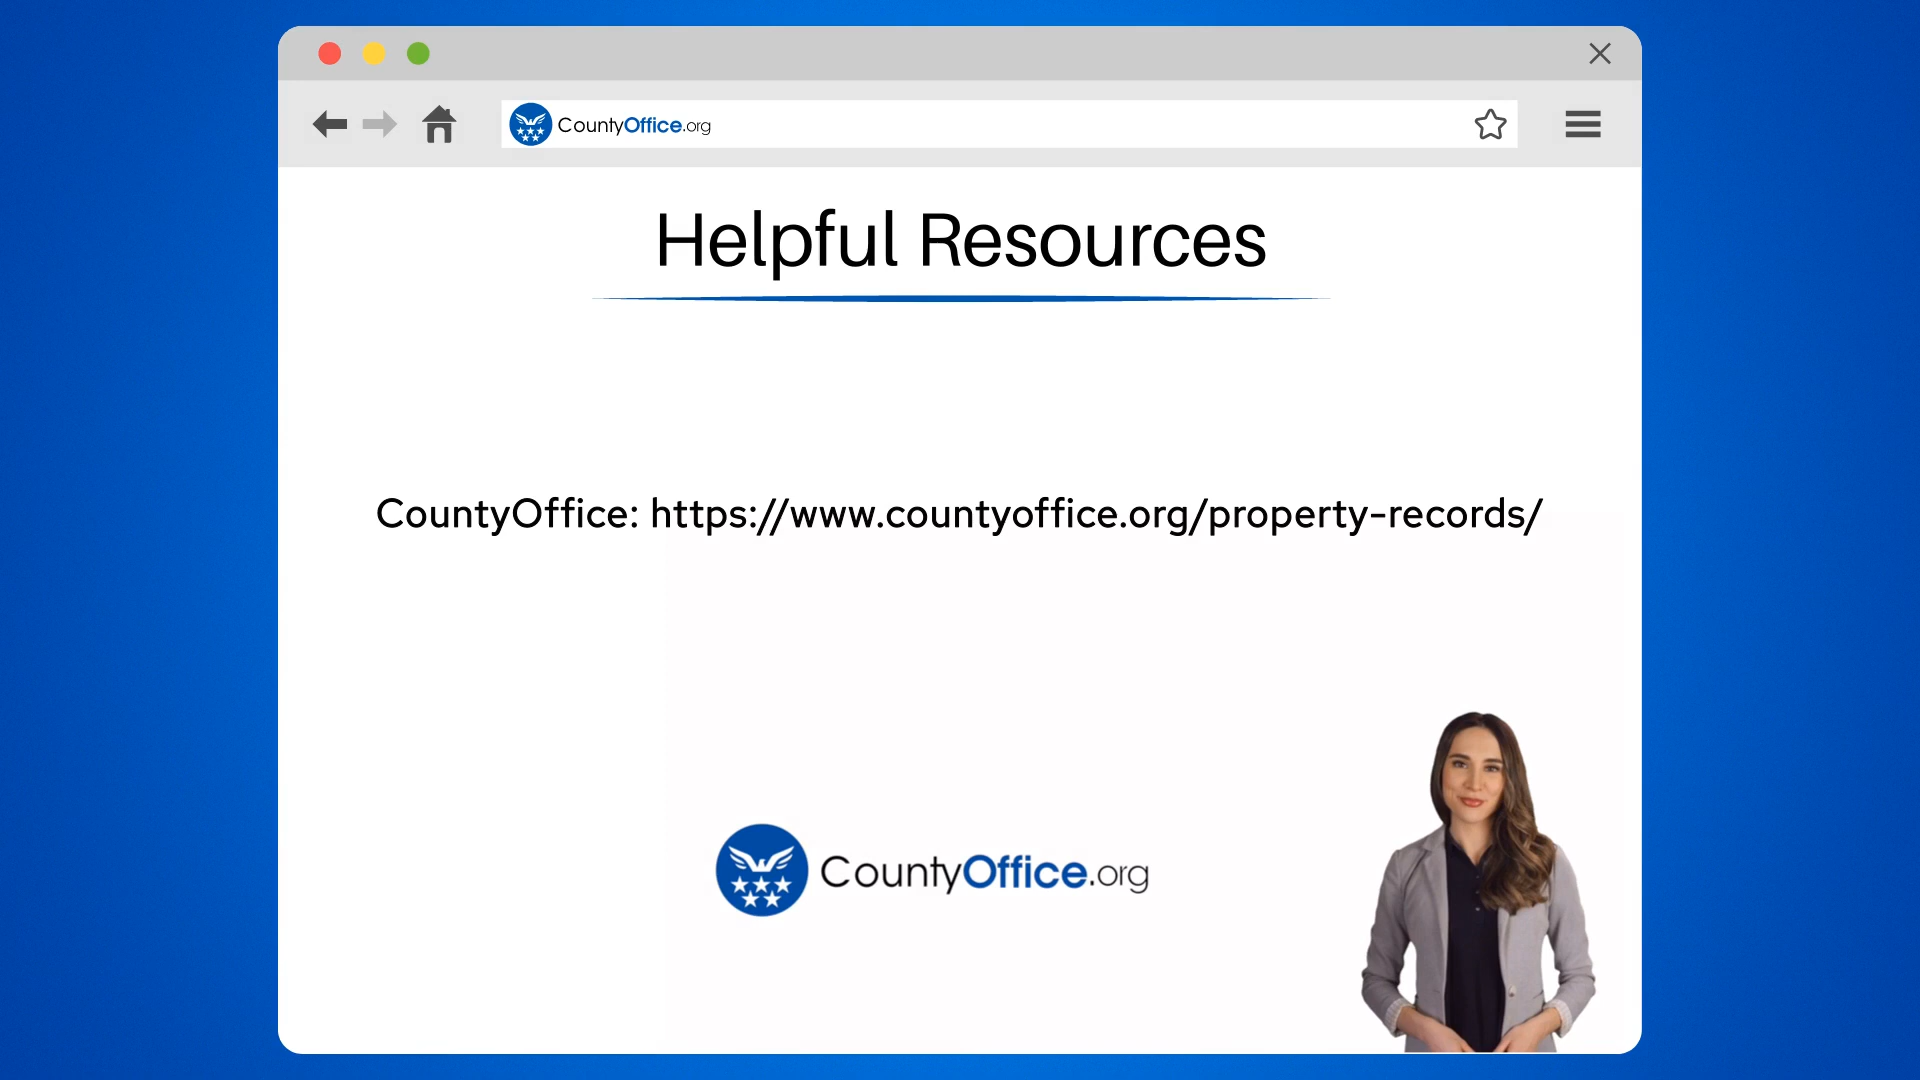 CountyOffice.org
Helpful Resources
CountyOffice: https://www.countyoffice.org/property-records/
CountyOffice.org